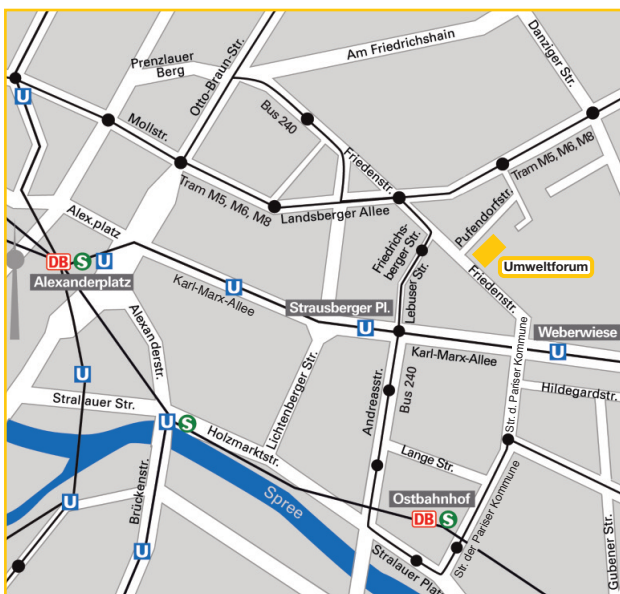 Danziger Str.
Am Friedrichshain
Prenzlauer
Berg
Otto-Braun-Str.
U
Bus 240
Mollstr.
Friedenstr.
Tram M5, M6, M8
Tram M5, M6, M8
Landsberger Allee
Pufendorfstr.
Alex.platz
Friedrichs-
berger Str.
Umweltforum
DB S U
Alexanderplatz
Lebuser Str.
Friedenstr.
Karl-Marx-Allee
U
Strausberger Pl.
U
Weberwiese
U
Karl-Marx-Allee
Str. d. Pariser Kommune
Alexanderstr.
Lichtenberger Str.
Bus 240
Andreasstr.
U
Hildegardstr.
Stralauer Str.
U S
Holzmarktstr.
Lange Str.
Ostbahnhof
DB S
Str. der Pariser Kommune
Spree
Brückenstr.
U
U
Stralauer Platz
Gubener Str.